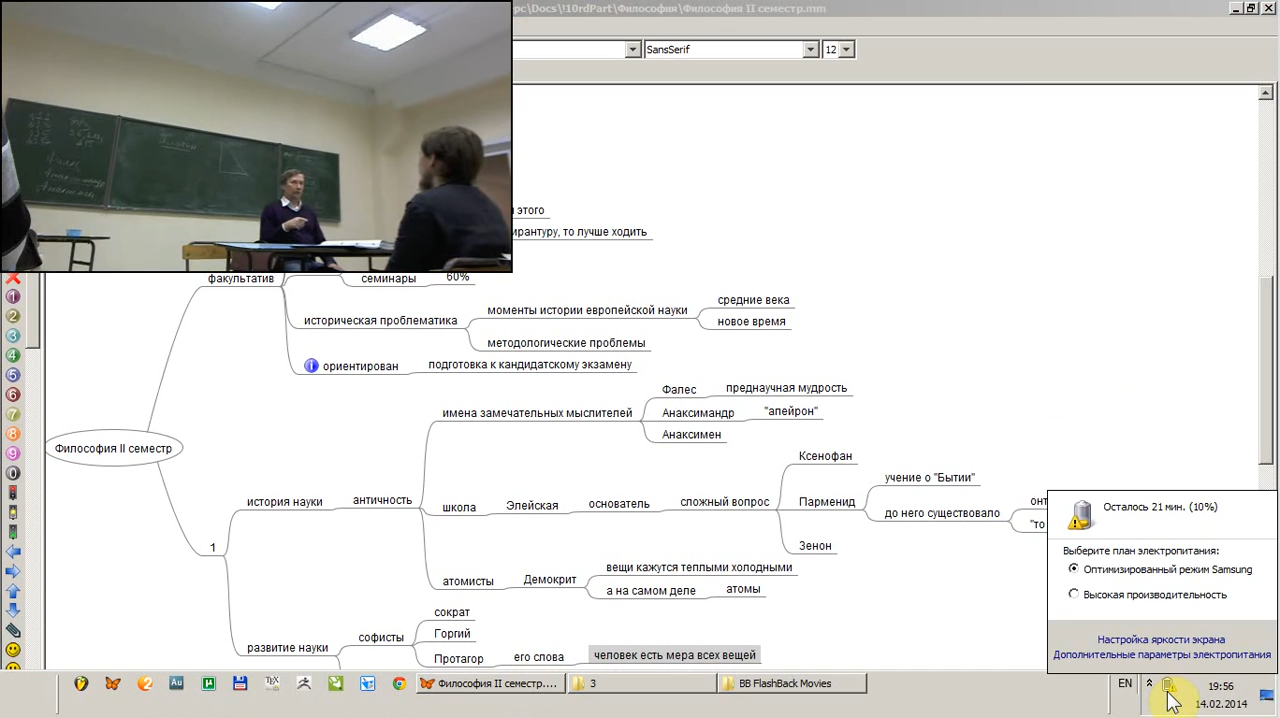 рс\Docs\!10rdPart\Философия\Философия II семестр.mm
SansSerif
12
этого
ирантуру, то лучше ходить
факультатив
семинары
60%
историческая проблематика
моменты истории европейской науки
средние века
новое время
методологические проблемы
ориентирован
подготовка к кандидатскому экзамену
Философия II семестр
1
история науки
античность
имена замечательных мыслителей
Фалес
преднаучная мудрость
Анаксимандр
"апейрон"
Анаксимен
школа
Элейская
основатель
сложный вопрос
Ксенофан
Парменид
учение о "Бытии"
до него существовало
онт
"то
Зенон
атомисты
Демокрит
вещи кажутся теплыми холодными
а на самом деле
атомы
развитие науки
софисты
сократ
Горгий
Протагор
его слова
человек есть мера всех вещей
Осталось 21 мин. (10%)
Выберите план электропитания:
Оптимизированный режим Samsung
Высокая производительность
Настройка яркости экрана
Дополнительные параметры электропитания
Философия II семестр....
3
BB FlashBack Movies
EN
19:56
14.02.2014